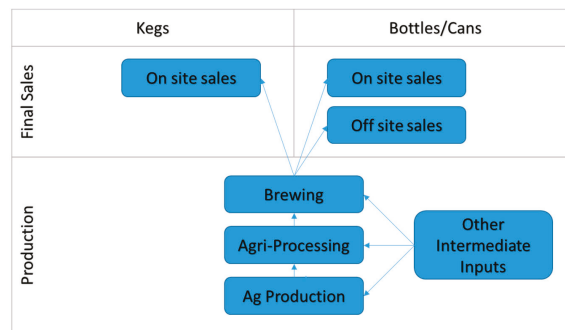 Kegs
Bottles/Cans
Final Sales
On site sales
On site sales
Off site sales
Production
Brewing
Agri-Processing
Ag Production
Other
Intermediate
Inputs